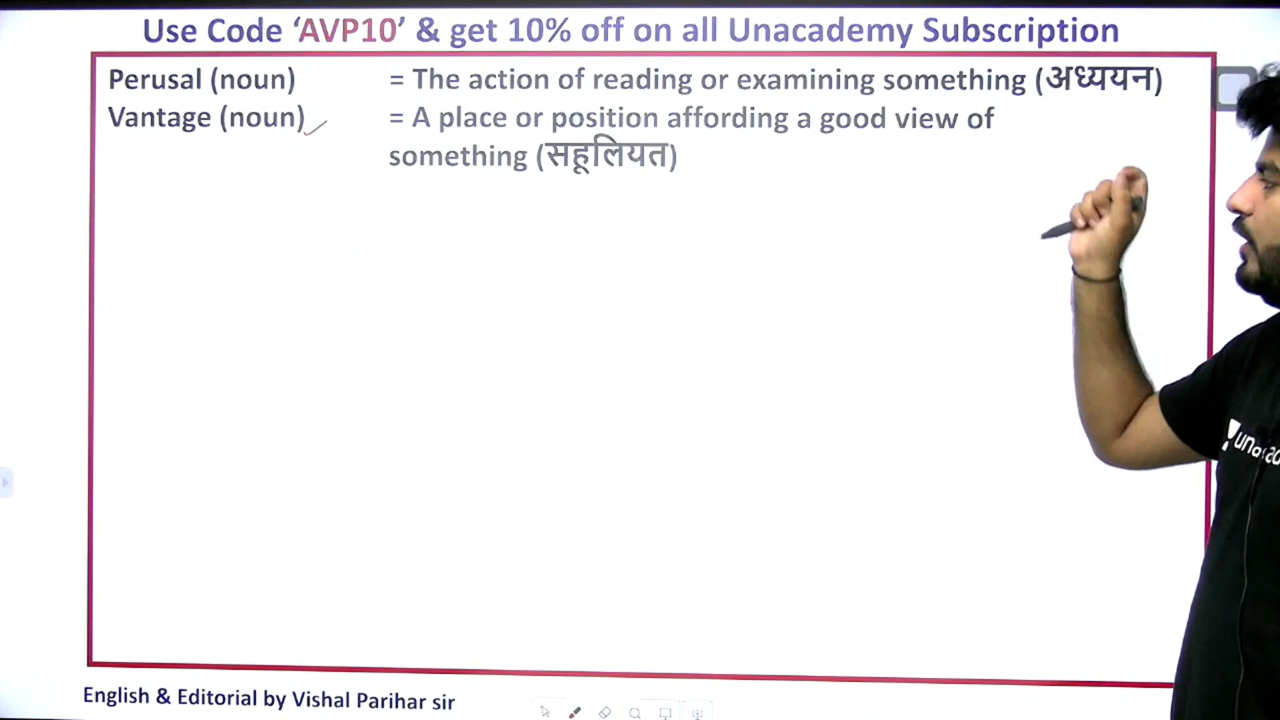 Use Code ‘AVP10’ & get 10% off on all Unacademy Subscription
Perusal (noun) = The action of reading or examining something (अध्ययन)
Vantage (noun) = A place or position affording a good view of
something (सहूलियत)
English & Editorial by Vishal Parihar sir